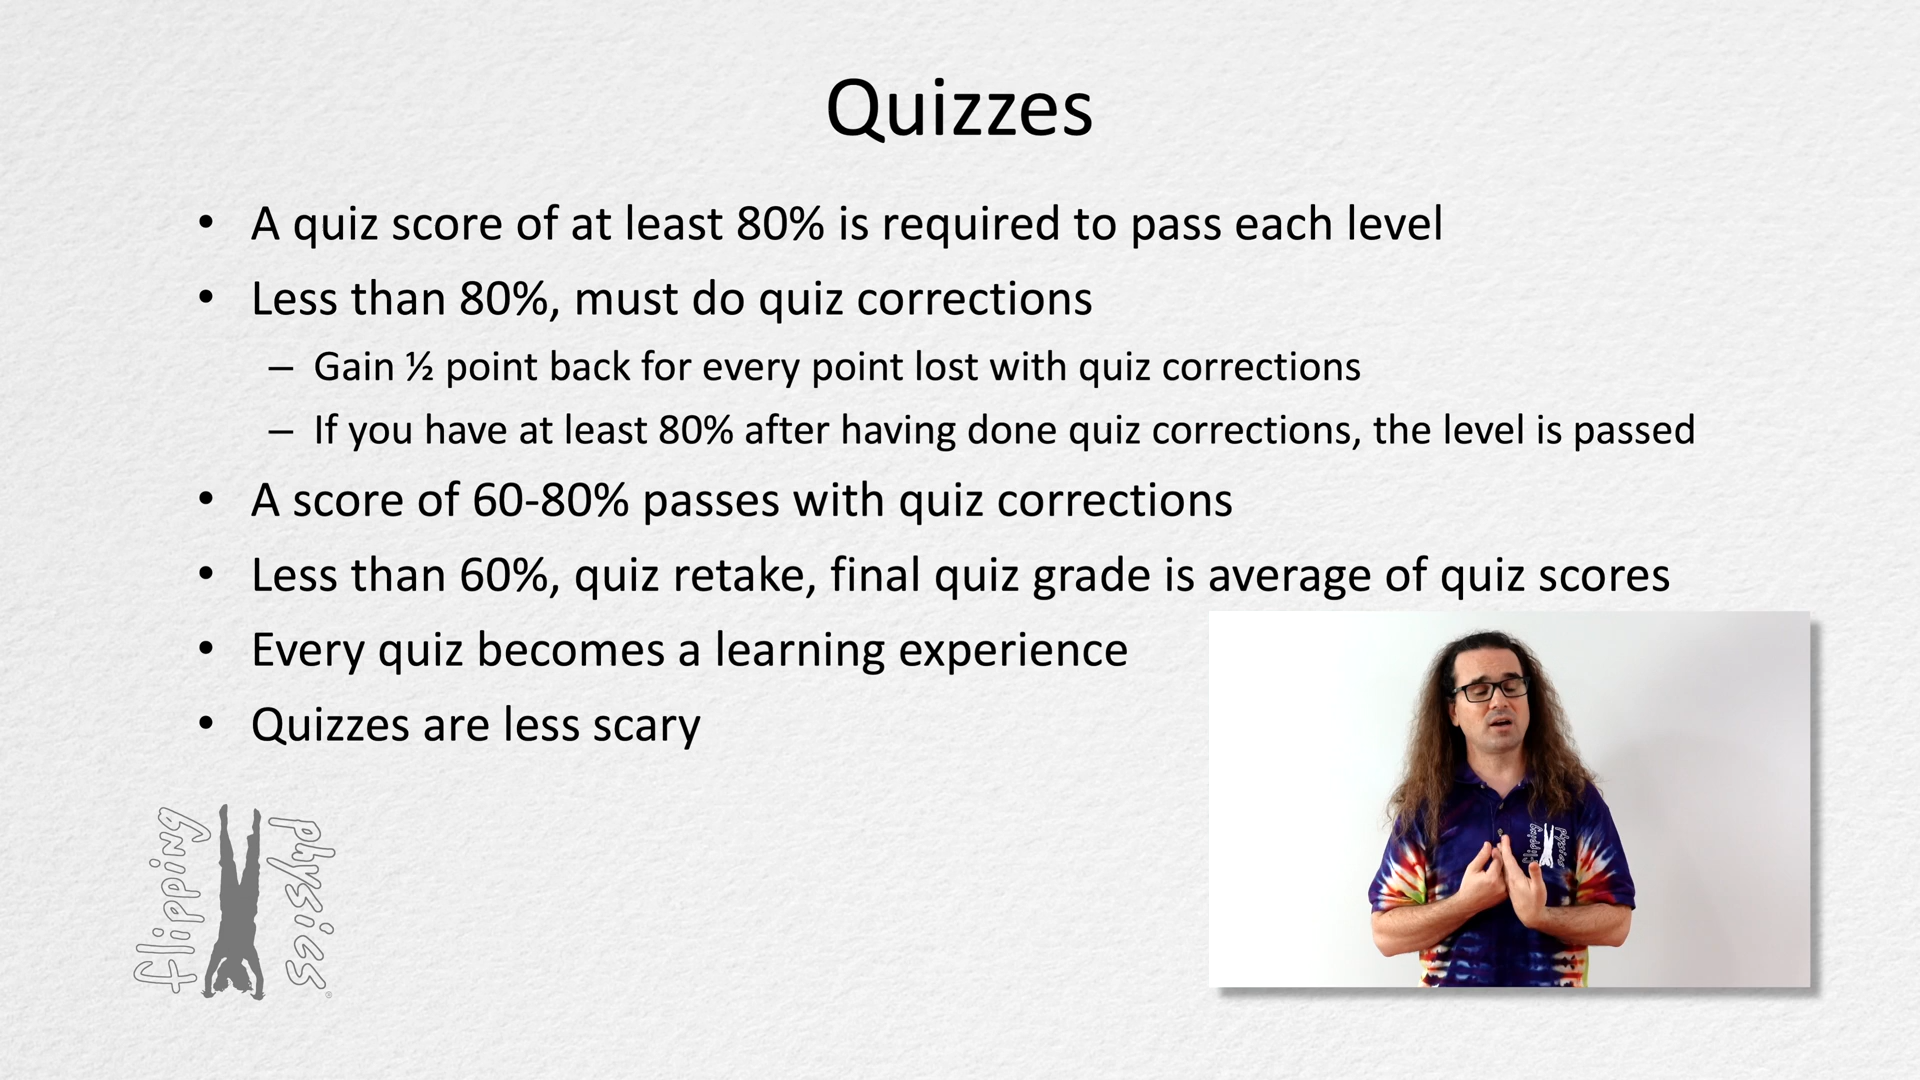 Quizzes
• A quiz score of at least 80% is required to pass each level
• Less than 80%, must do quiz corrections
– Gain ½ point back for every point lost with quiz corrections
– If you have at least 80% after having done quiz corrections, the level is passed
• A score of 60-80% passes with quiz corrections
• Less than 60%, quiz retake, final quiz grade is average of quiz scores
• Every quiz becomes a learning experience
• Quizzes are less scary
flipping
physics
®
flipping
physics